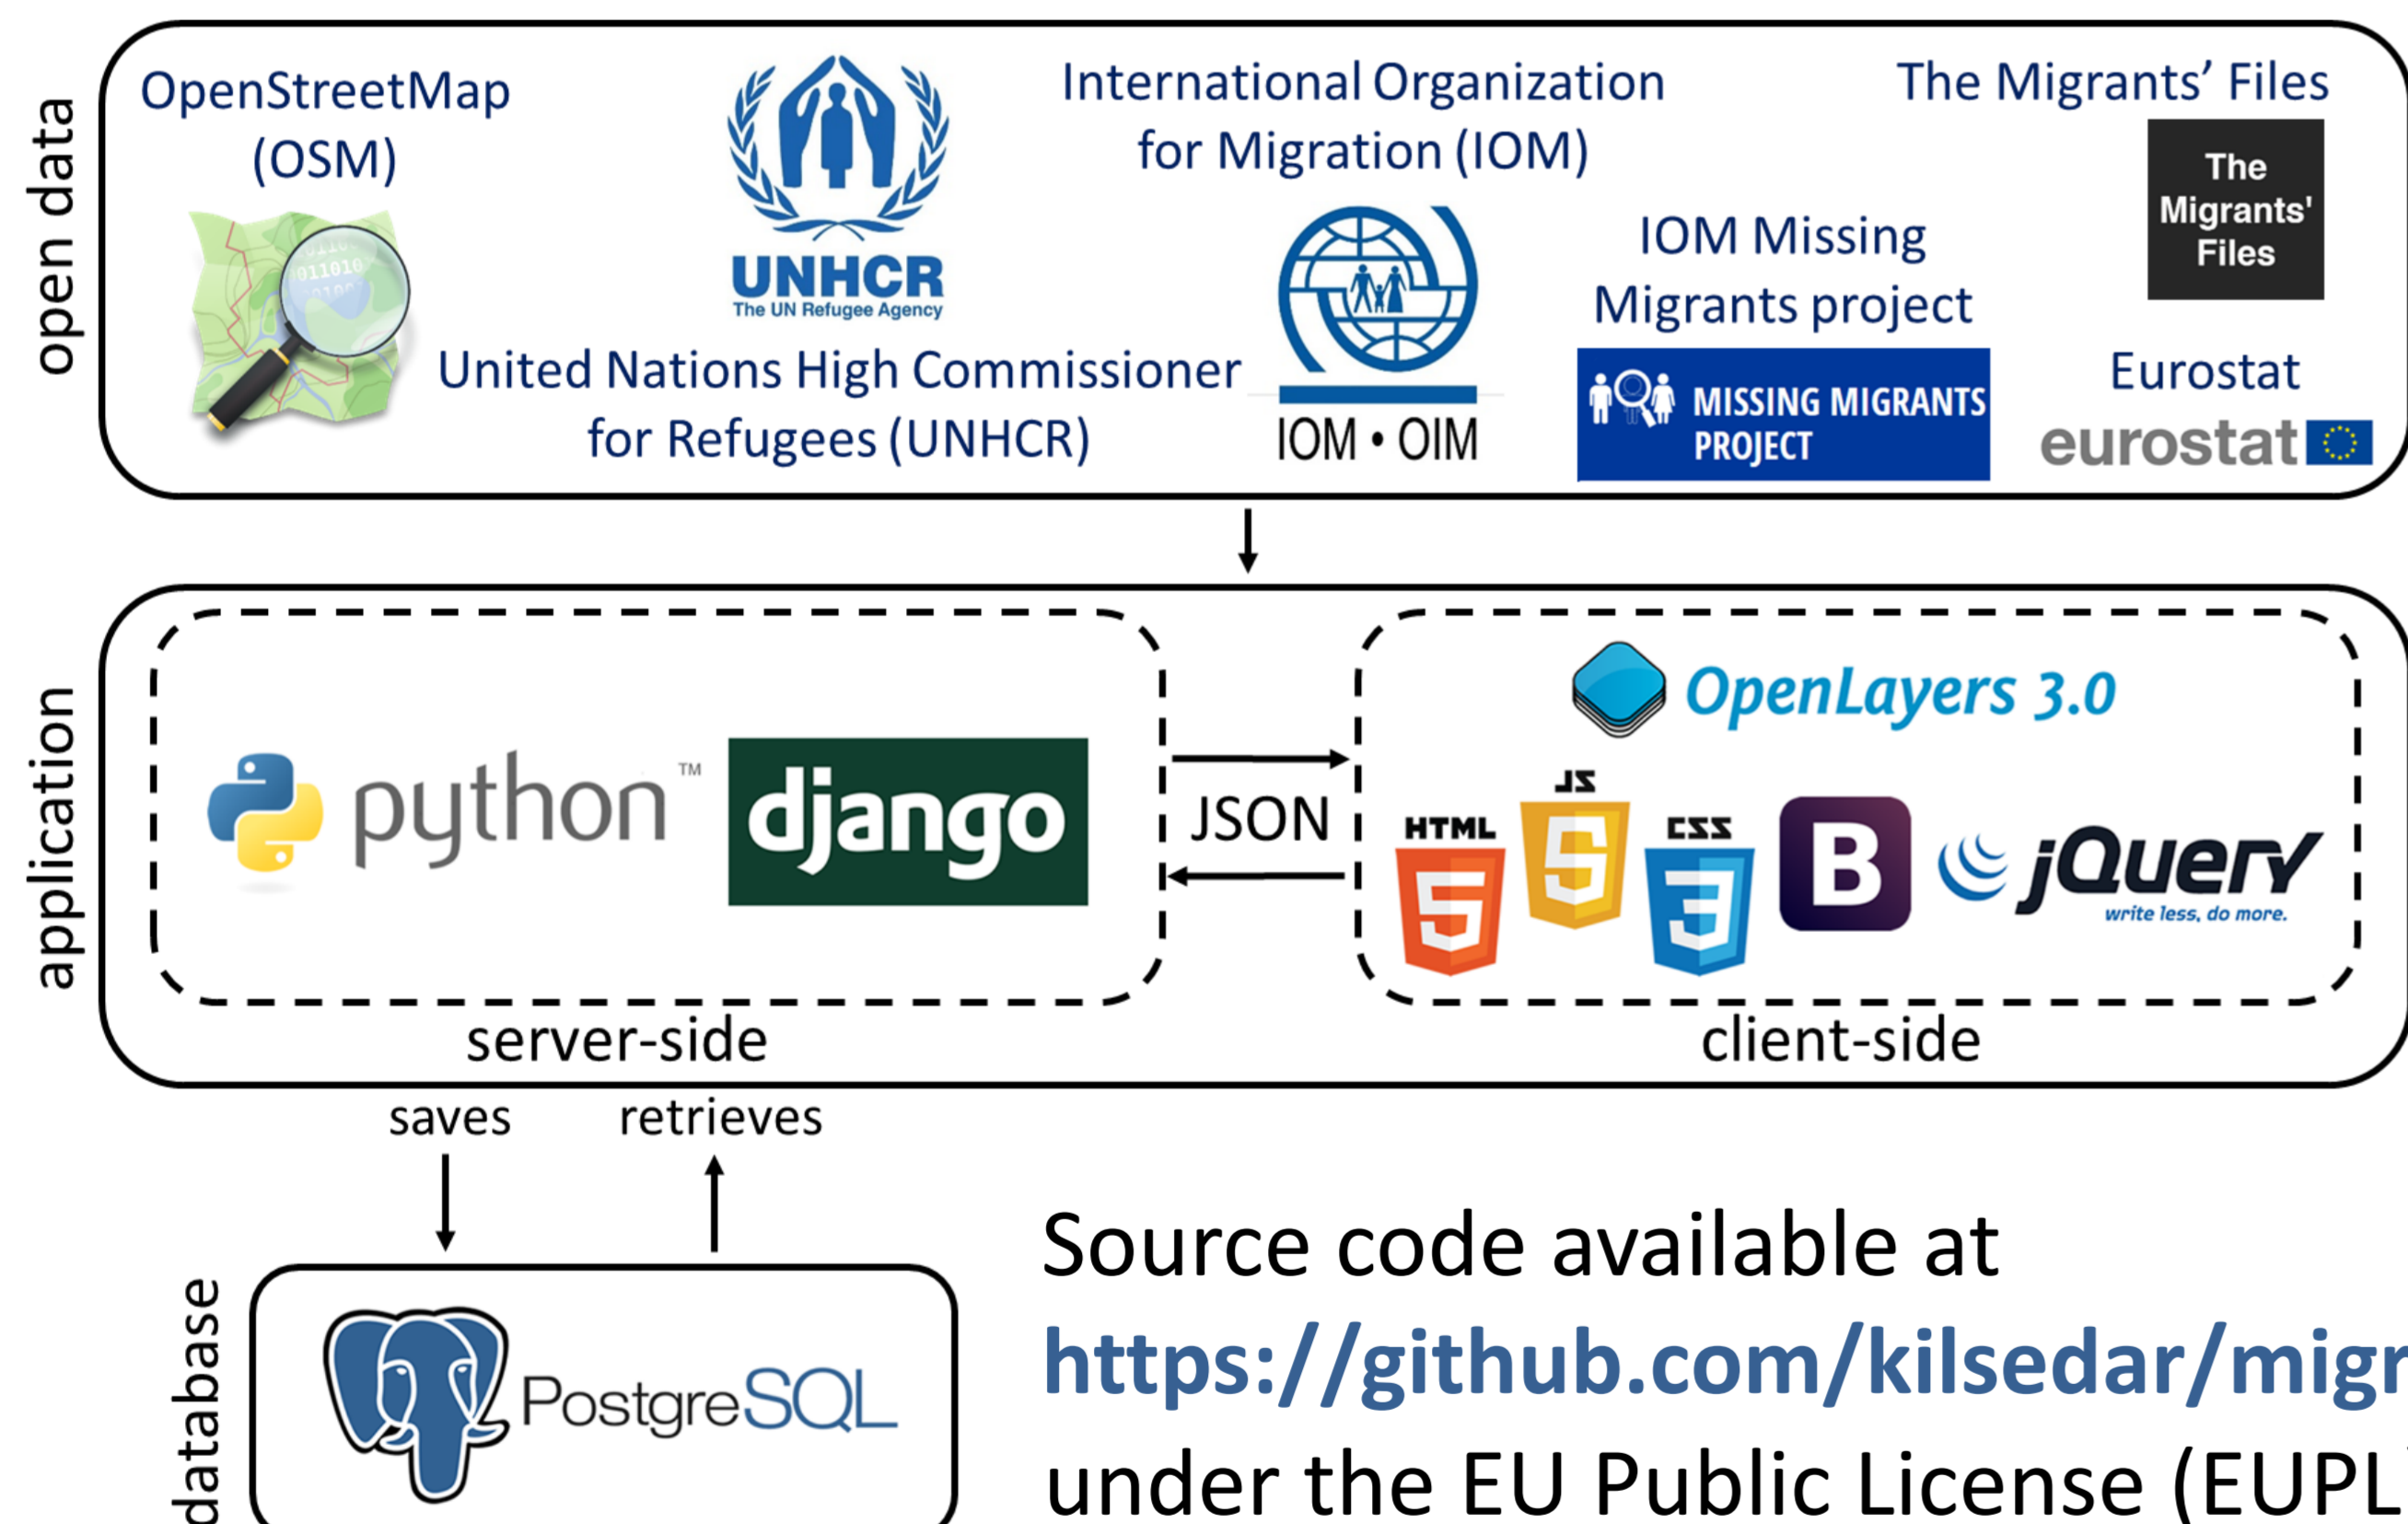 open data
OpenStreetMap
(OSM)
UNHCR
The UN Refugee Agency
United Nations High Commissioner
for Refugees (UNHCR)
International Organization
for Migration (IOM)
IOM • OIM
IOM Missing
Migrants project
MISSING MIGRANTS
PROJECT
The Migrants' Files
The
Migrants'
Files
Eurostat
eurostat
application
python™
django
server-side
JSON
OpenLayers 3.0
HTML
5
JS
5
CSS
3
B
jQuery
write less, do more.
client-side
saves
retrieves
database
PostgreSQL
Source code available at
https://github.com/kilsedar/migr
under the EU Public License (EUPL